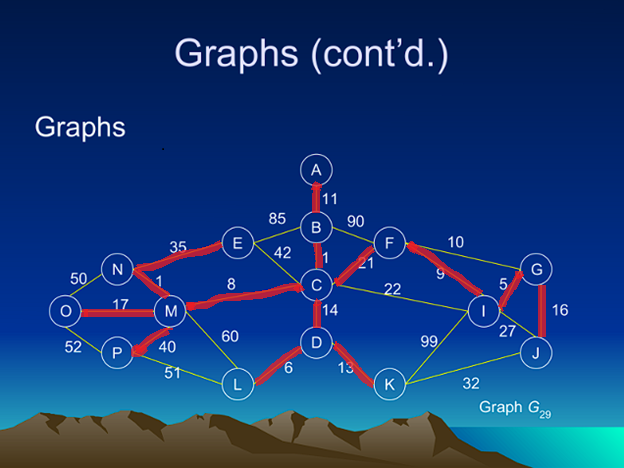 Graphs (cont’d.)
Graphs
A
11
85 B 90
35 E 42 1 21 F 10
50 N 1 8 C 22 9 5 G
O 17 M 14 I 27 16
52 P 40 60 D 99 J
51 6 13 32
L K
Graph G29